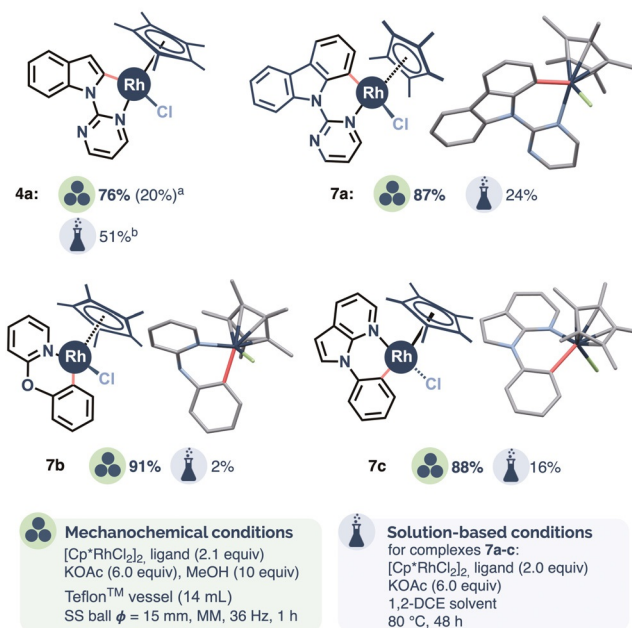 Rh
Cl
N
N
N
Rh
Cl
N
N
N
4a: 76% (20%)ᵃ
51%ᵇ
7a: 87% 24%
N
Rh
Cl
O
N
Rh
N
Cl
7b 91% 2%
7c 88% 16%
Mechanochemical conditions
[Cp*RhCl₂]₂, ligand (2.1 equiv)
KOAc (6.0 equiv), MeOH (10 equiv)
Teflon™ vessel (14 mL)
SS ball ϕ = 15 mm, MM, 36 Hz, 1 h
Solution-based conditions
for complexes 7a-c:
[Cp*RhCl₂]₂, ligand (2.0 equiv)
KOAc (6.0 equiv)
1,2-DCE solvent
80 °C, 48 h